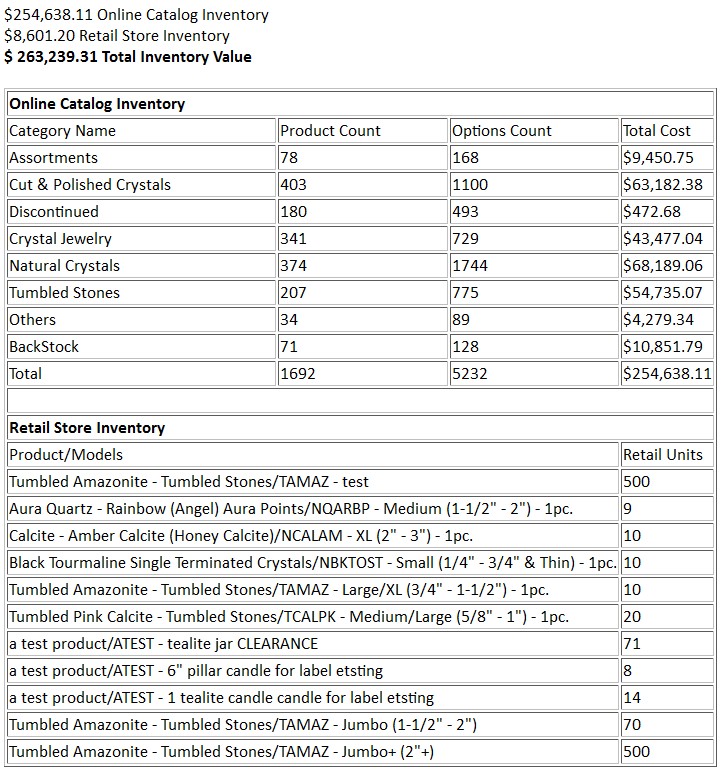 $254,638.11 Online Catalog Inventory
$8,601.20 Retail Store Inventory
$ 263,239.31 Total Inventory Value
Online Catalog Inventory
Category Name Product Count Options Count Total Cost
Assortments 78 168 $9,450.75
Cut & Polished Crystals 403 1100 $63,182.38
Discontinued 180 493 $472.68
Crystal Jewelry 341 729 $43,477.04
Natural Crystals 374 1744 $68,189.06
Tumbled Stones 207 775 $54,735.07
Others 34 89 $4,279.34
BackStock 71 128 $10,851.79
Total 1692 5232 $254,638.11
Retail Store Inventory
Product/Models Retail Units
Tumbled Amazonite - Tumbled Stones/TAMAZ - test 500
Aura Quartz - Rainbow (Angel) Aura Points/NQARBP - Medium (1-1/2" - 2") - 1pc. 9
Calcite - Amber Calcite (Honey Calcite)/NCALAM - XL (2" - 3") - 1pc. 10
Black Tourmaline Single Terminated Crystals/NBKTOST - Small (1/4" - 3/4" & Thin) - 1pc. 10
Tumbled Amazonite - Tumbled Stones/TAMAZ - Large/XL (3/4" - 1-1/2") - 1pc. 10
Tumbled Pink Calcite - Tumbled Stones/TCALPK - Medium/Large (5/8" - 1") - 1pc. 20
a test product/ATEST - tealite jar CLEARANCE 71
a test product/ATEST - 6" pillar candle for label etsting 8
a test product/ATEST - 1 tealite candle candle for label etsting 14
Tumbled Amazonite - Tumbled Stones/TAMAZ - Jumbo (1-1/2" - 2") 70
Tumbled Amazonite - Tumbled Stones/TAMAZ - Jumbo+ (2"+) 500